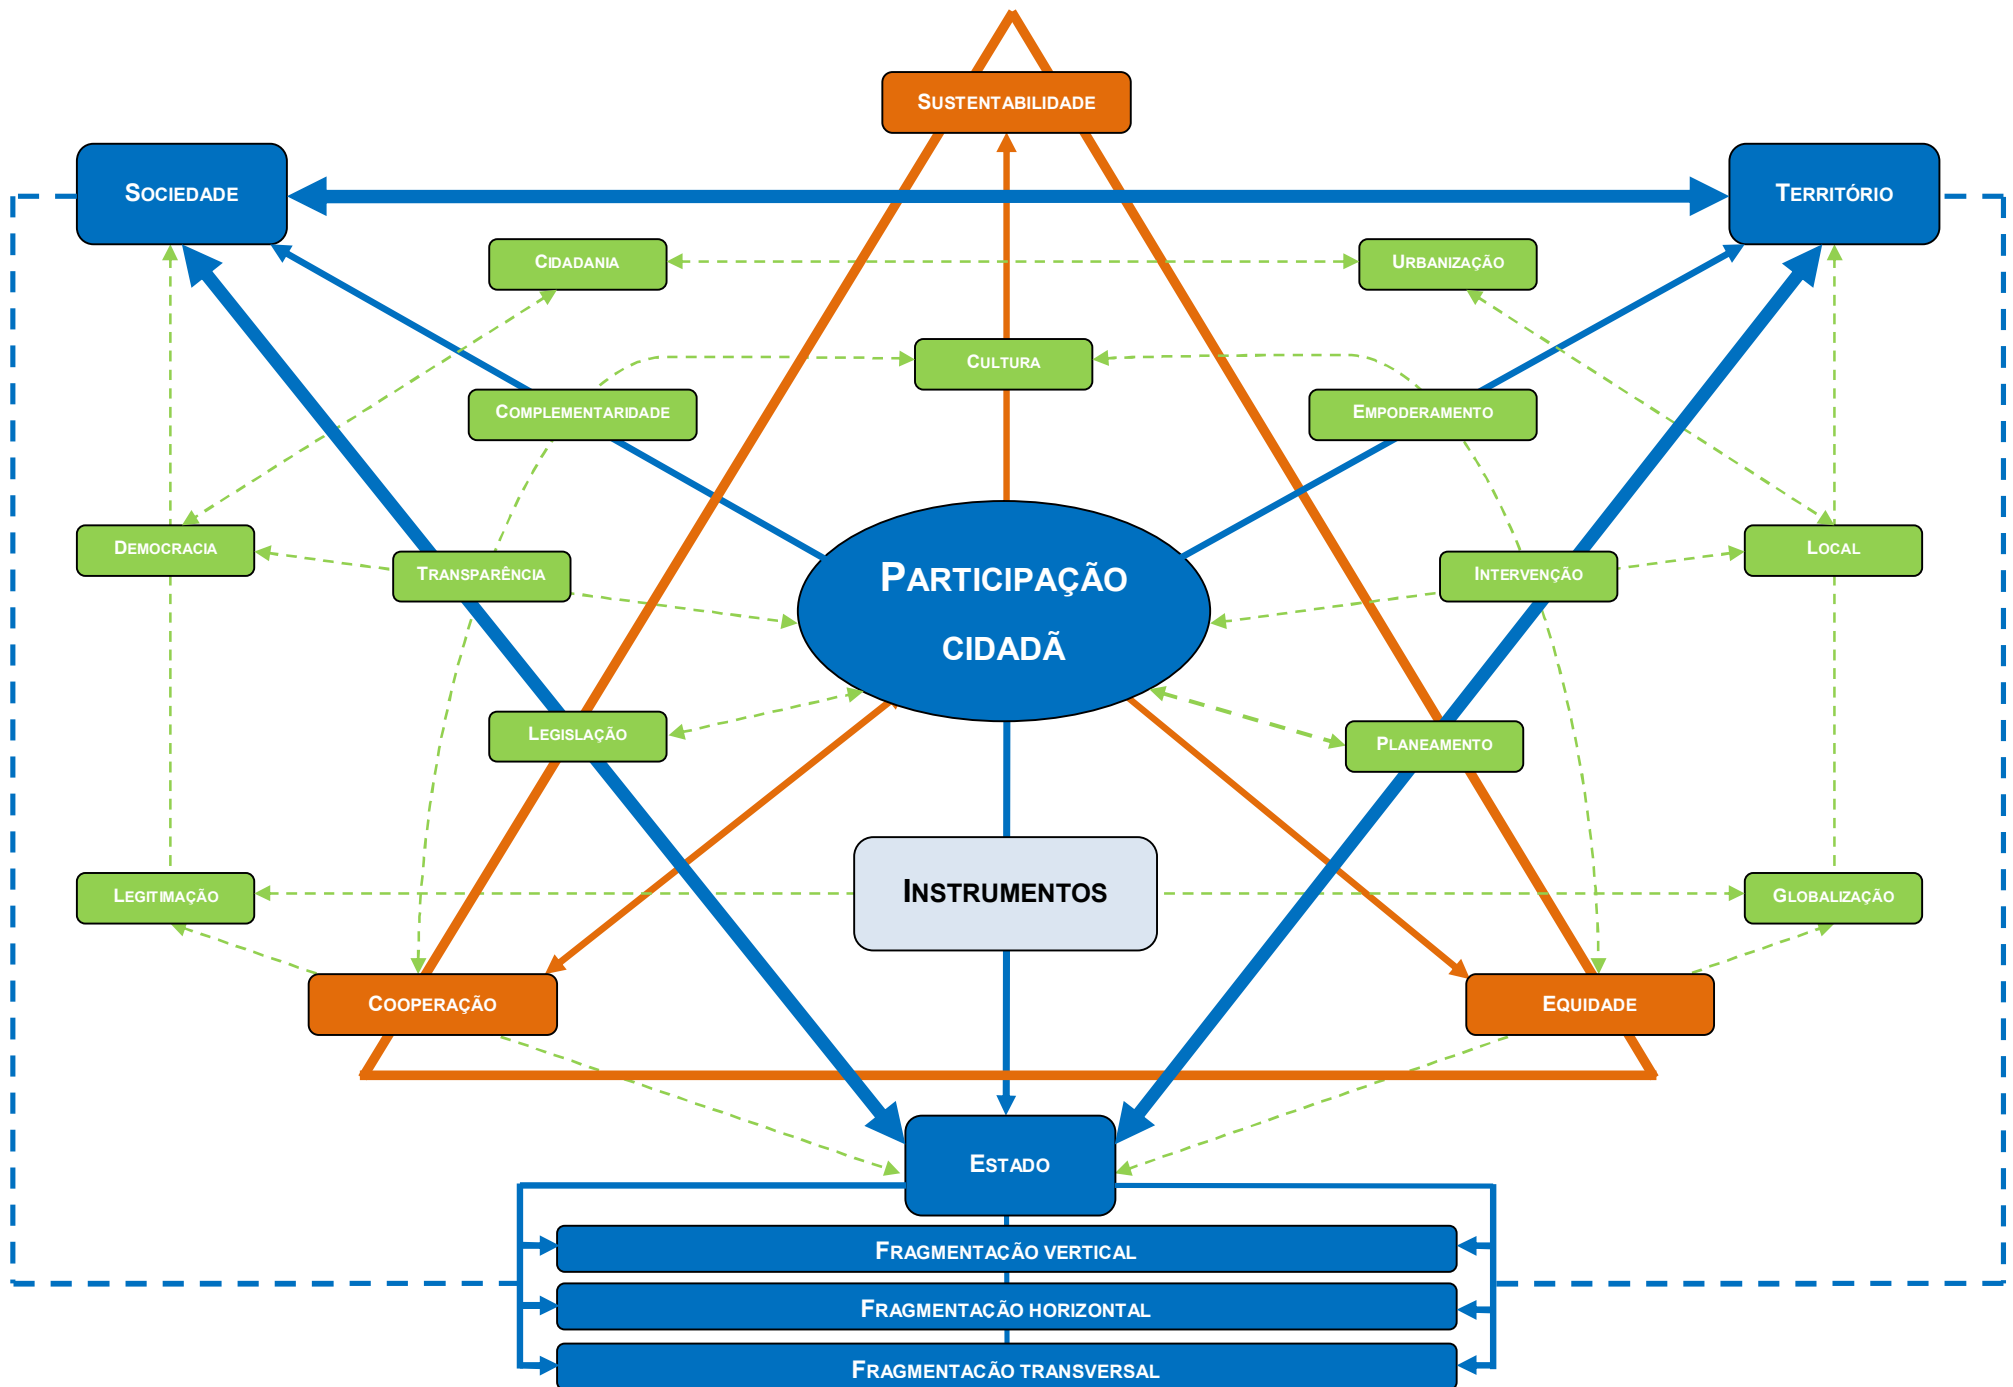 SUSTENTABILIDADE
SOCIEDADE
TERRITÓRIO
CIDADANIA
URBANIZAÇÃO
CULTURA
COMPLEMENTARIDADE
EMPODERAMENTO
DEMOCRACIA
TRANSPARÊNCIA
PARTICIPAÇÃO
CIDADÃ
INTERVENÇÃO
LOCAL
LEGISLAÇÃO
PLANEAMENTO
LEGITIMAÇÃO
INSTRUMENTOS
GLOBALIZAÇÃO
COOPERAÇÃO
EQUIDADE
ESTADO
FRAGMENTAÇÃO VERTICAL
FRAGMENTAÇÃO HORIZONTAL
FRAGMENTAÇÃO TRANSVERSAL